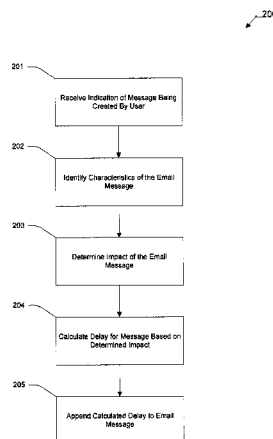 20
201
Receive Indication of Message Being
Created By User
202
Identify Characteristics of the Email
Message
203
Determine Impact of the Email
Message
204
Calculate Delay for Message Based on
Determined Impact
205
Append Calculated Delay to Email
Message